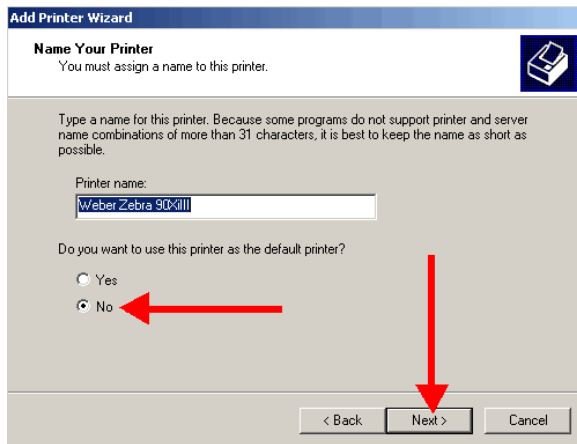 Add Printer Wizard
Name Your Printer
You must assign a name to this printer.
Type a name for this printer. Because some programs do not support printer and server
name combinations of more than 31 characters, it is best to keep the name as short as
possible.
Printer name:
Weber Zebra 90XiIII
Do you want to use this printer as the default printer?
Yes
No
< Back
Next >
Cancel